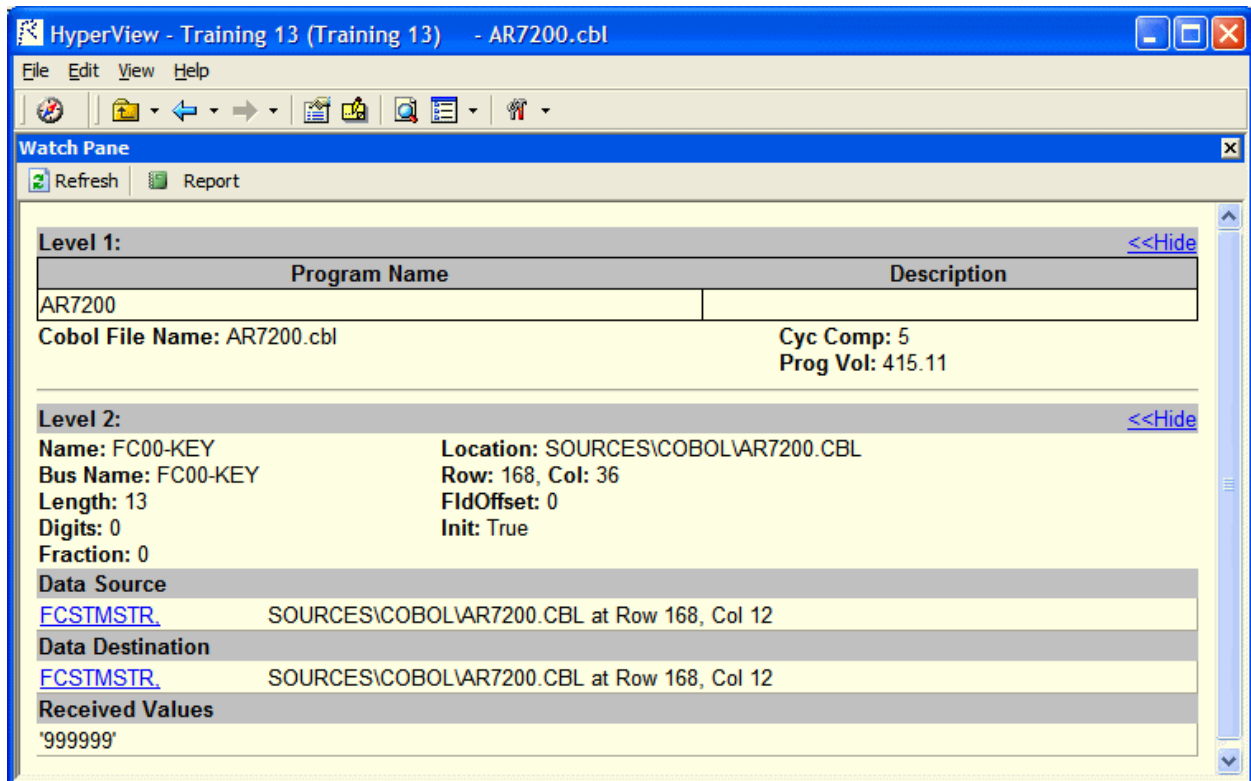 HyperView - Training 13 (Training 13) - AR7200.cbl
File Edit View Help
Watch Pane
Refresh Report
Level 1: <<Hide
Program Name Description
AR7200
Cobol File Name: AR7200.cbl Cyc Comp: 5
Prog Vol: 415.11
Level 2: <<Hide
Name: FC00-KEY Location: SOURCES\COBOL\AR7200.CBL
Bus Name: FC00-KEY Row: 168, Col: 36
Length: 13 FldOffset: 0
Digits: 0 Init: True
Fraction: 0
Data Source
FCSTMSTR, SOURCES\COBOL\AR7200.CBL at Row 168, Col 12
Data Destination
FCSTMSTR, SOURCES\COBOL\AR7200.CBL at Row 168, Col 12
Received Values
'999999'